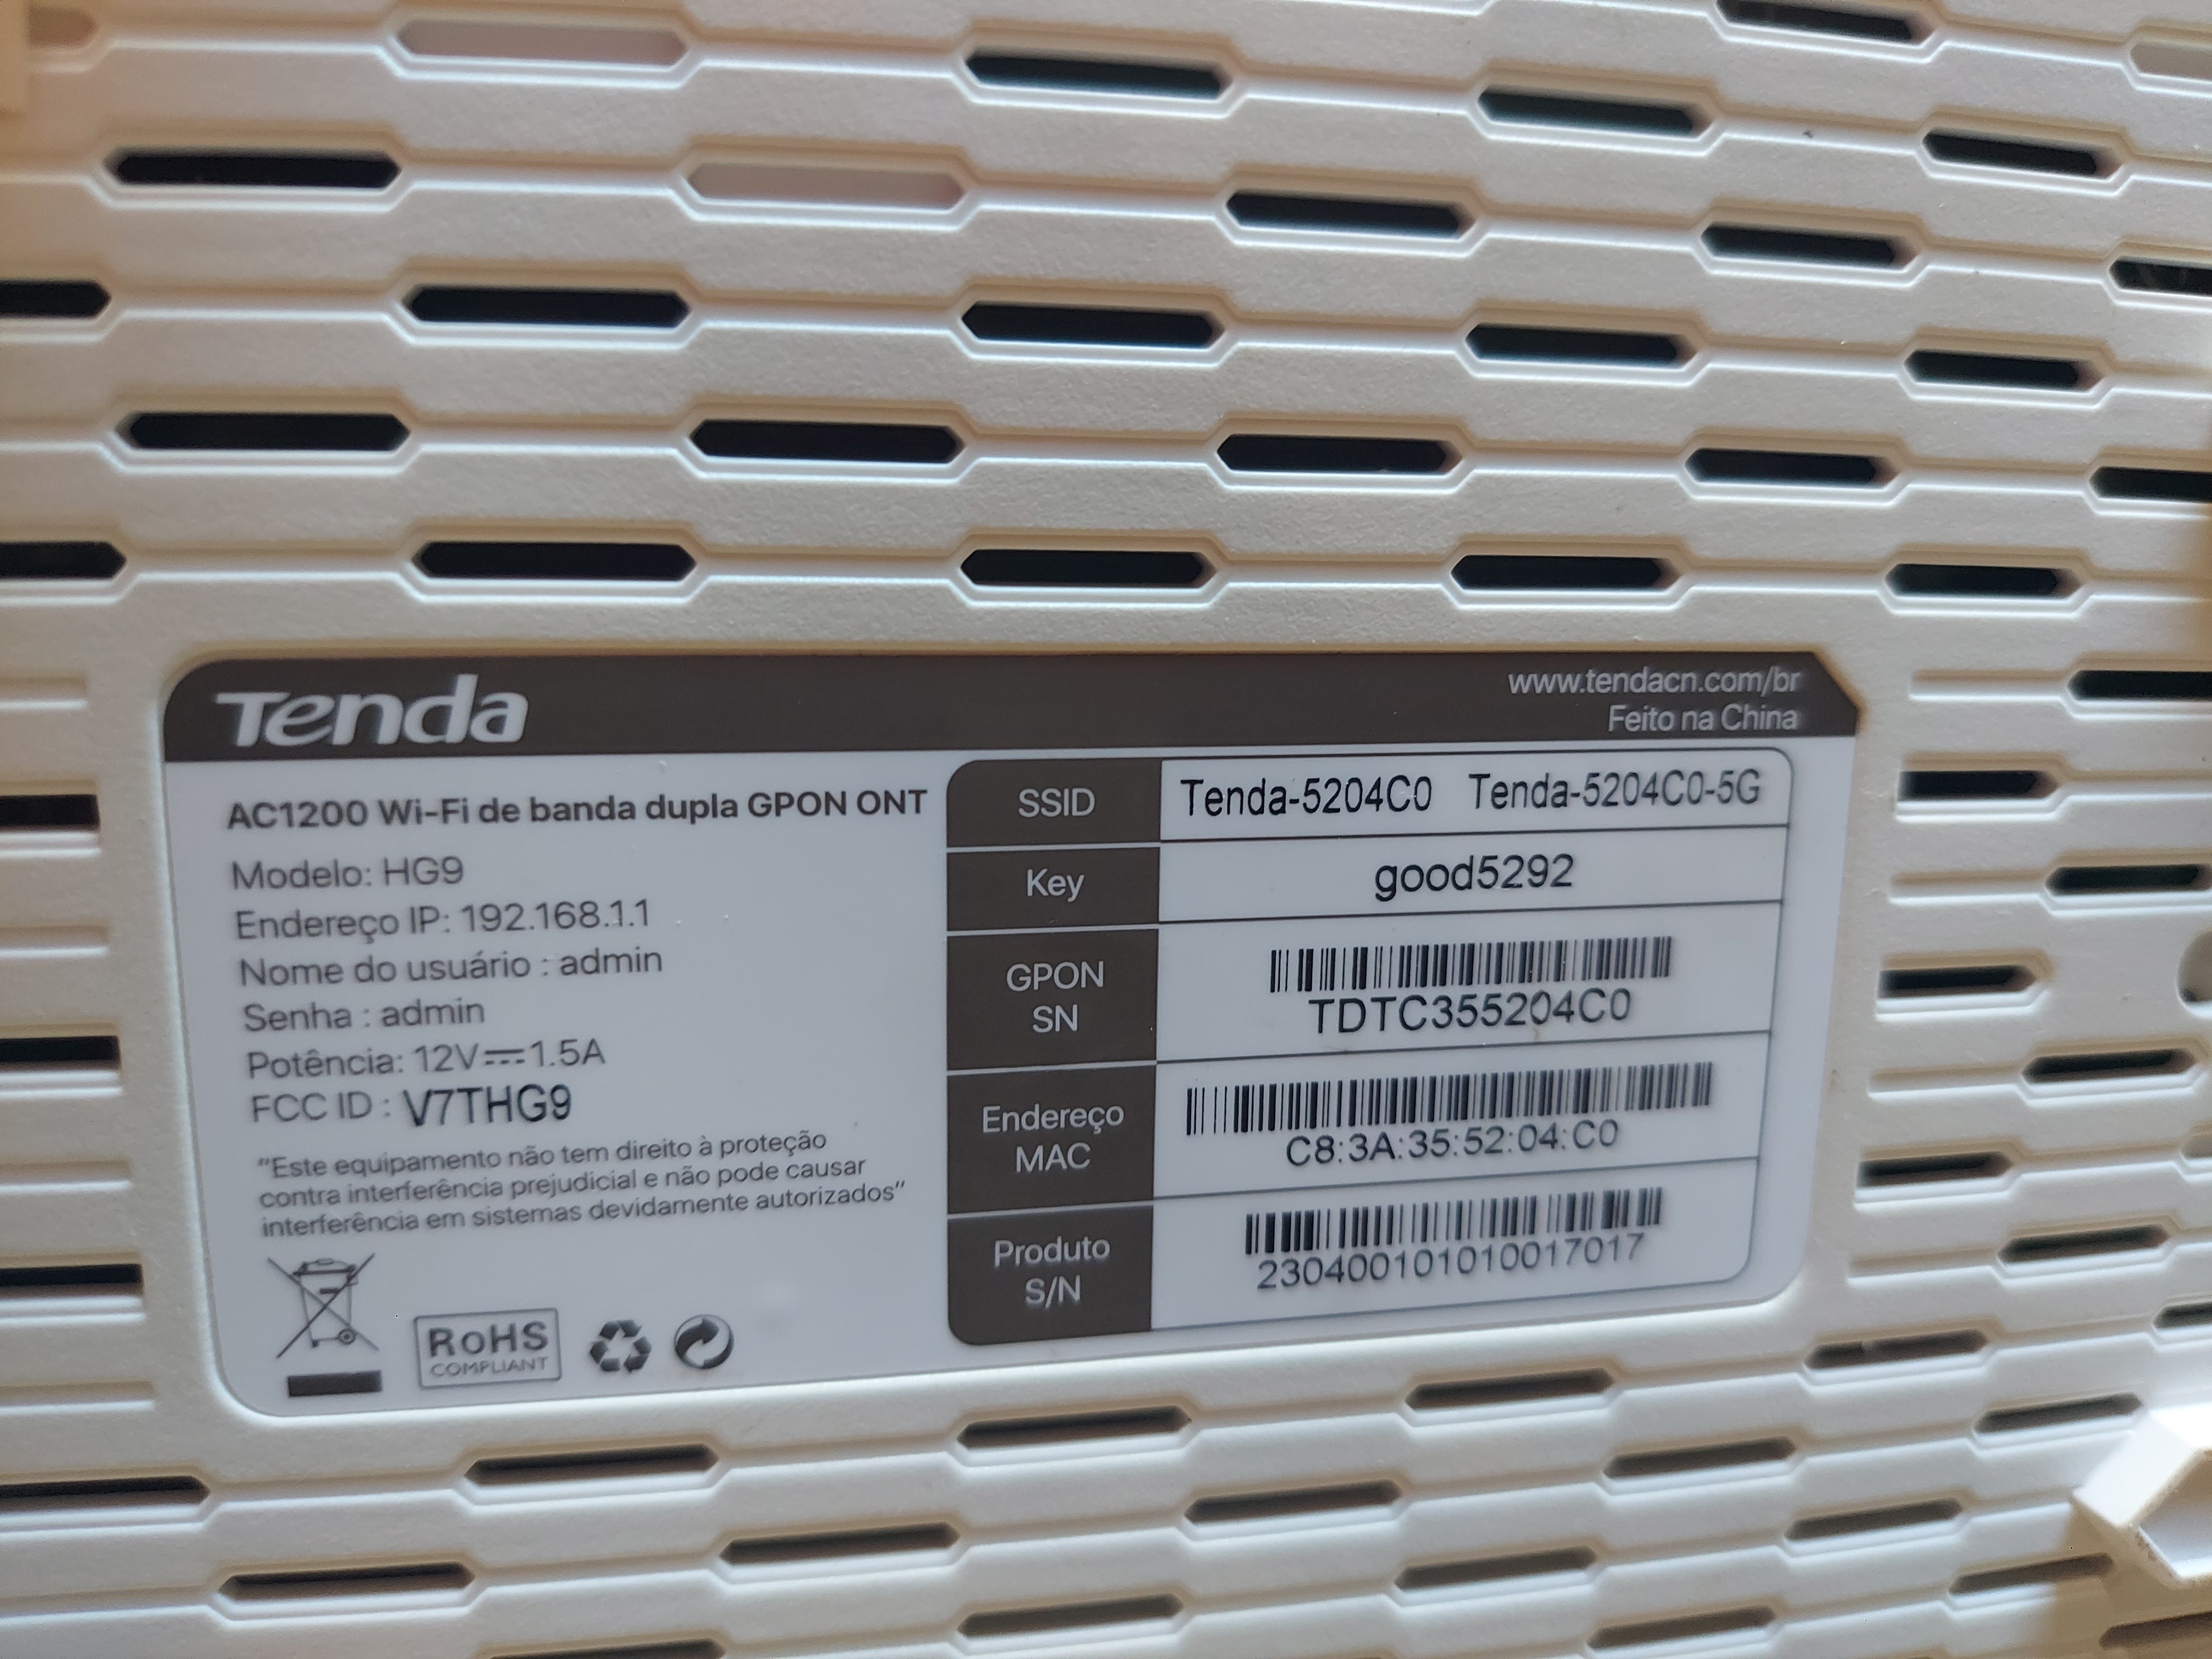 Tenda
www.tendacn.com/br
Feito na China
AC1200 Wi-Fi de banda dupla GPON ONT
Modelo: HG9
Endereço IP: 192.168.1.1
Nome do usuário : admin
Senha : admin
Potência: 12V⎓1.5A
FCC ID : V7THG9
"Este equipamento não tem direito à proteção
contra interferência prejudicial e não pode causar
interferência em sistemas devidamente autorizados"
RoHS
COMPLIANT
SSID Tenda-5204C0 Tenda-5204C0-5G
Key good5292
GPON
SN
TDTC355204C0
Endereço
MAC
C8:3A:35:52:04:C0
Produto
S/N
230400101010017017